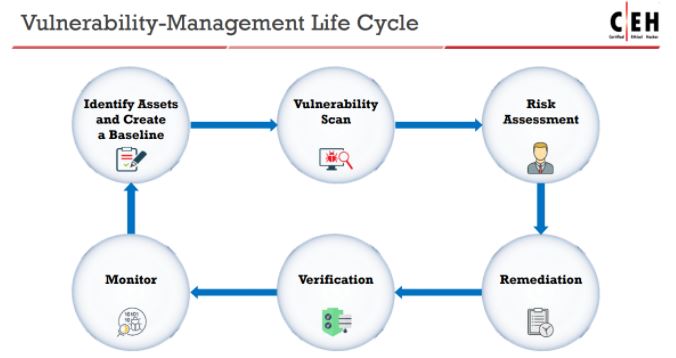 Vulnerability-Management Life Cycle
C|EH
Certified Ethical Hacker
Identify Assets
and Create
a Baseline
Vulnerability
Scan
Risk
Assessment
Monitor
Verification
Remediation